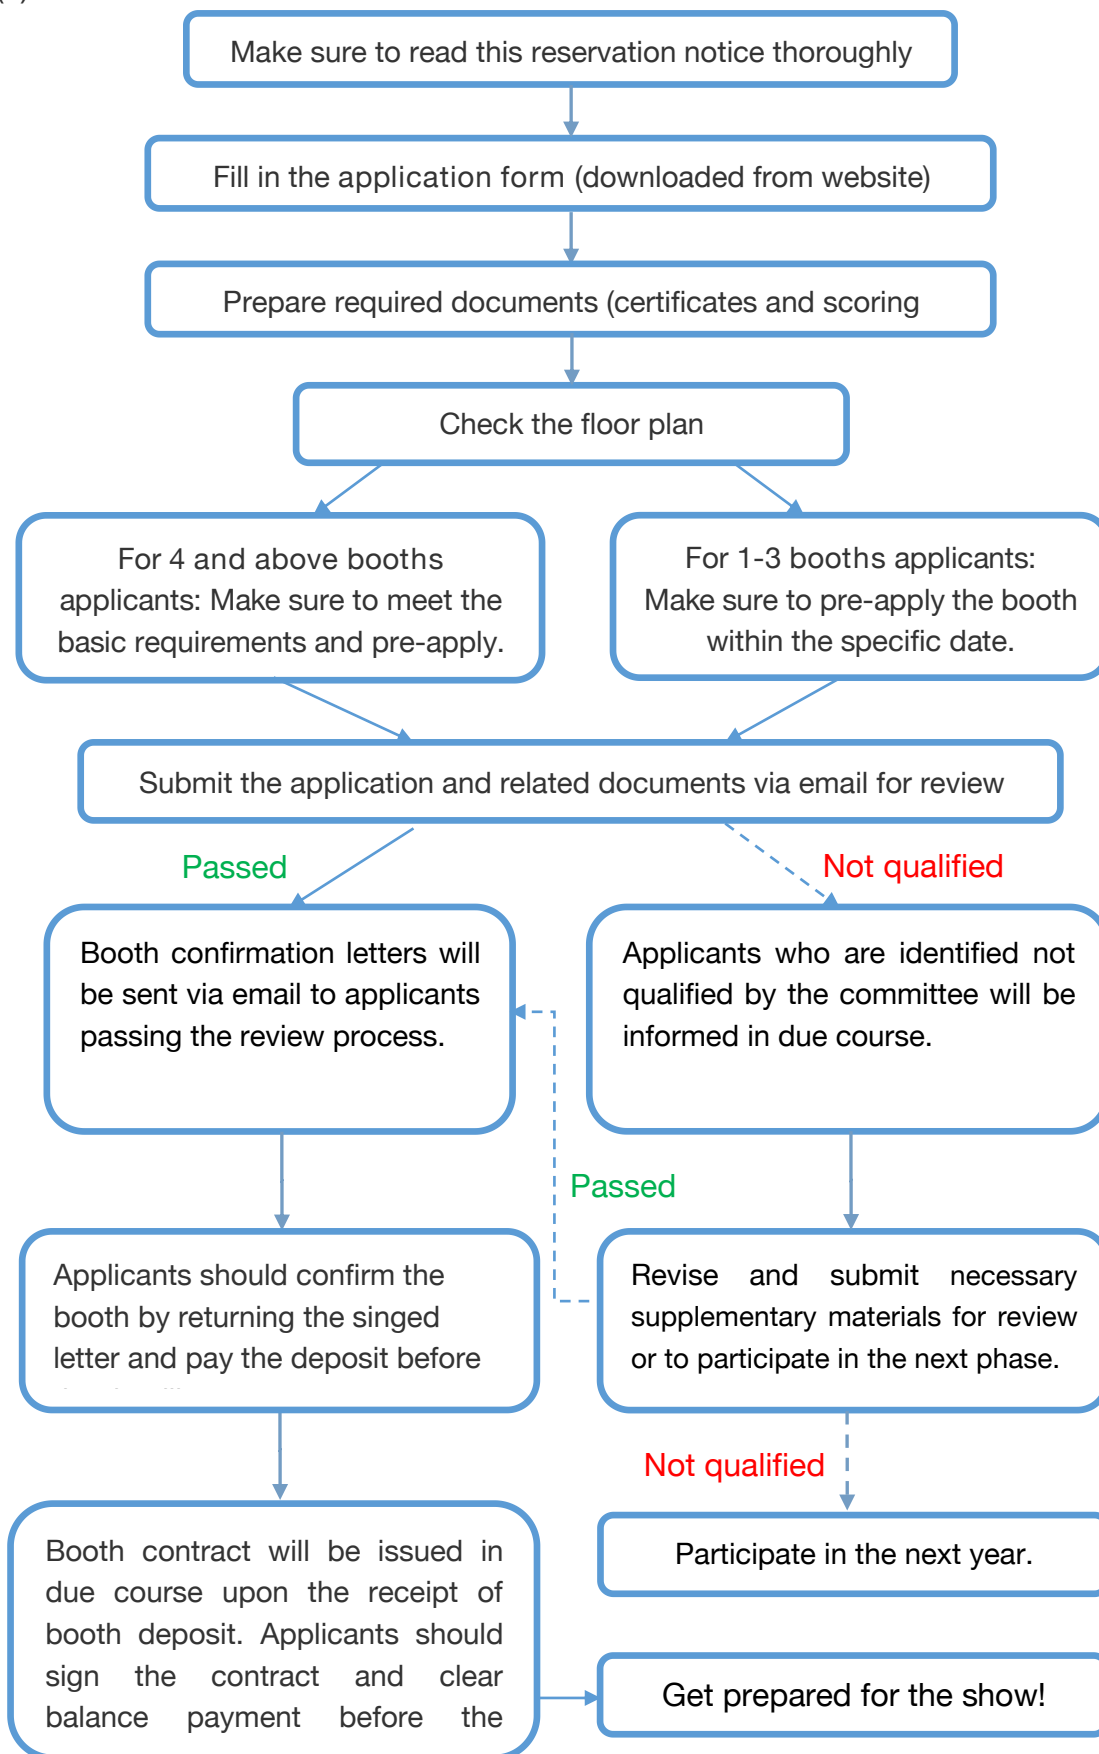 Make sure to read this reservation notice thoroughly
Fill in the application form (downloaded from website)
Prepare required documents (certificates and scoring
Check the floor plan
For 4 and above booths
applicants: Make sure to meet the
basic requirements and pre-apply.
For 1-3 booths applicants:
Make sure to pre-apply the booth
within the specific date.
Submit the application and related documents via email for review
Passed
Not qualified
Booth confirmation letters will
be sent via email to applicants
passing the review process.
Applicants who are identified not
qualified by the committee will be
informed in due course.
Passed
Applicants should confirm the
booth by returning the singed
letter and pay the deposit before
Revise and submit necessary
supplementary materials for review
or to participate in the next phase.
Not qualified
Booth contract will be issued in
due course upon the receipt of
booth deposit. Applicants should
sign the contract and clear
balance payment before the
Participate in the next year.
Get prepared for the show!